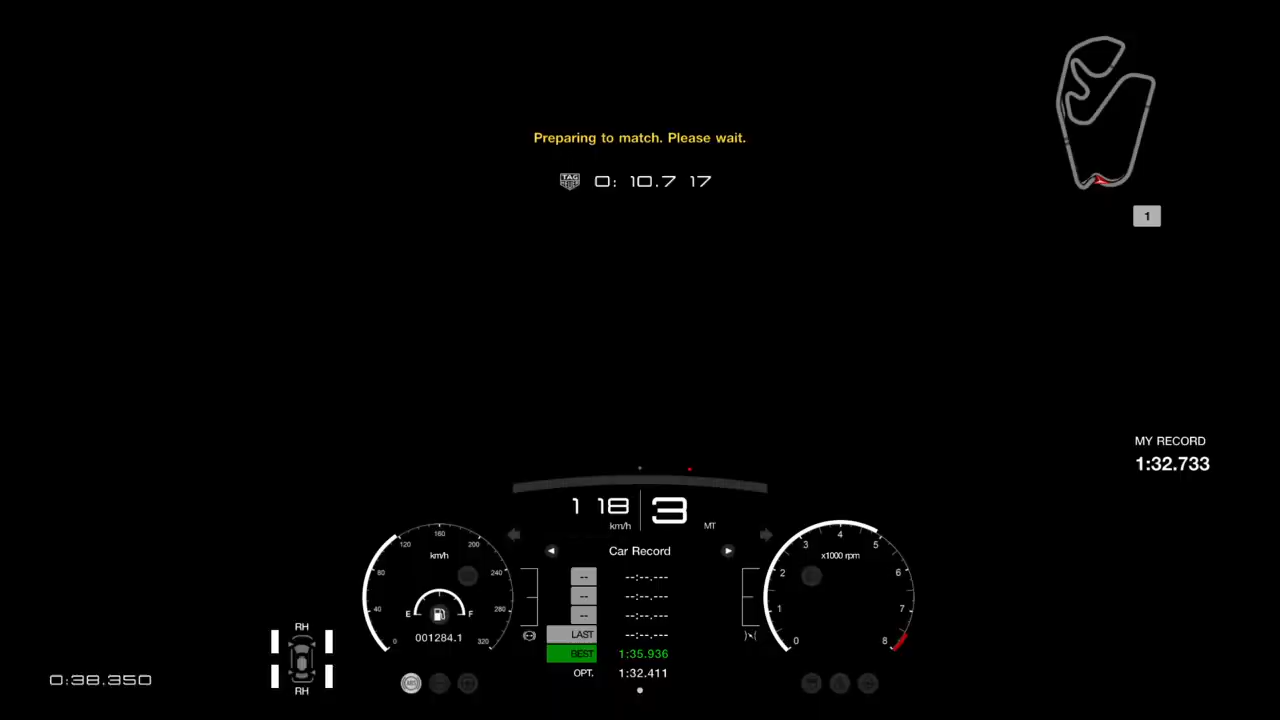 Preparing to match. Please wait.
TAG
0: 10.7 17
1
MY RECORD
1:32.733
118 km/h
3 MT
Car Record
-- --:--.---
-- --:--.---
-- --:--.---
LAST --:--.---
BEST 1:35.936
OPT. 1:32.411
0 40 80 120 160 200 240 280 320
km/h
E F
001284.1
0 1 2 3 4 5 6 7 8
x1000 rpm
RH
RH
0:38.350